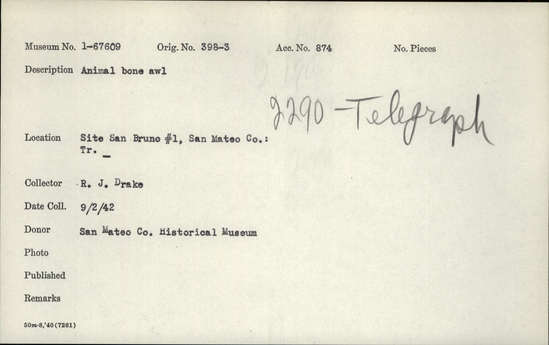 Museum No. 1-67609 Orig. No. 398-3 Acc. No. 874 No. Pieces
Description Animal bone awl
2290-Telegraph
Location Site San Bruno #1, San Mateo Co.:
Tr. _
Collector R. J. Drake
Date Coll. 9/2/42
Donor San Mateo Co. Historical Museum
Photo
Published
Remarks
50m-8,'40(7281)